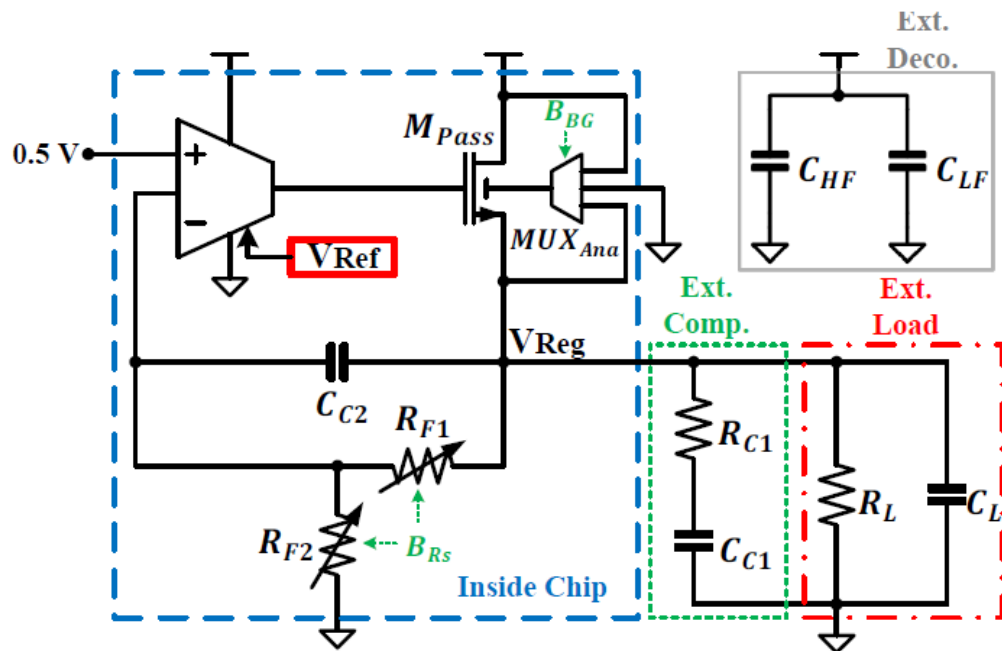 Ext.
Deco.
C_HF
C_LF
B_BG
M_Pass
0.5 V
+
−
MUX_Ana
VRef
Ext.
Comp.
Ext.
Load
VReg
C_C2
R_F1
R_C1
R_L
C_L
R_F2
B_Rs
C_C1
Inside Chip